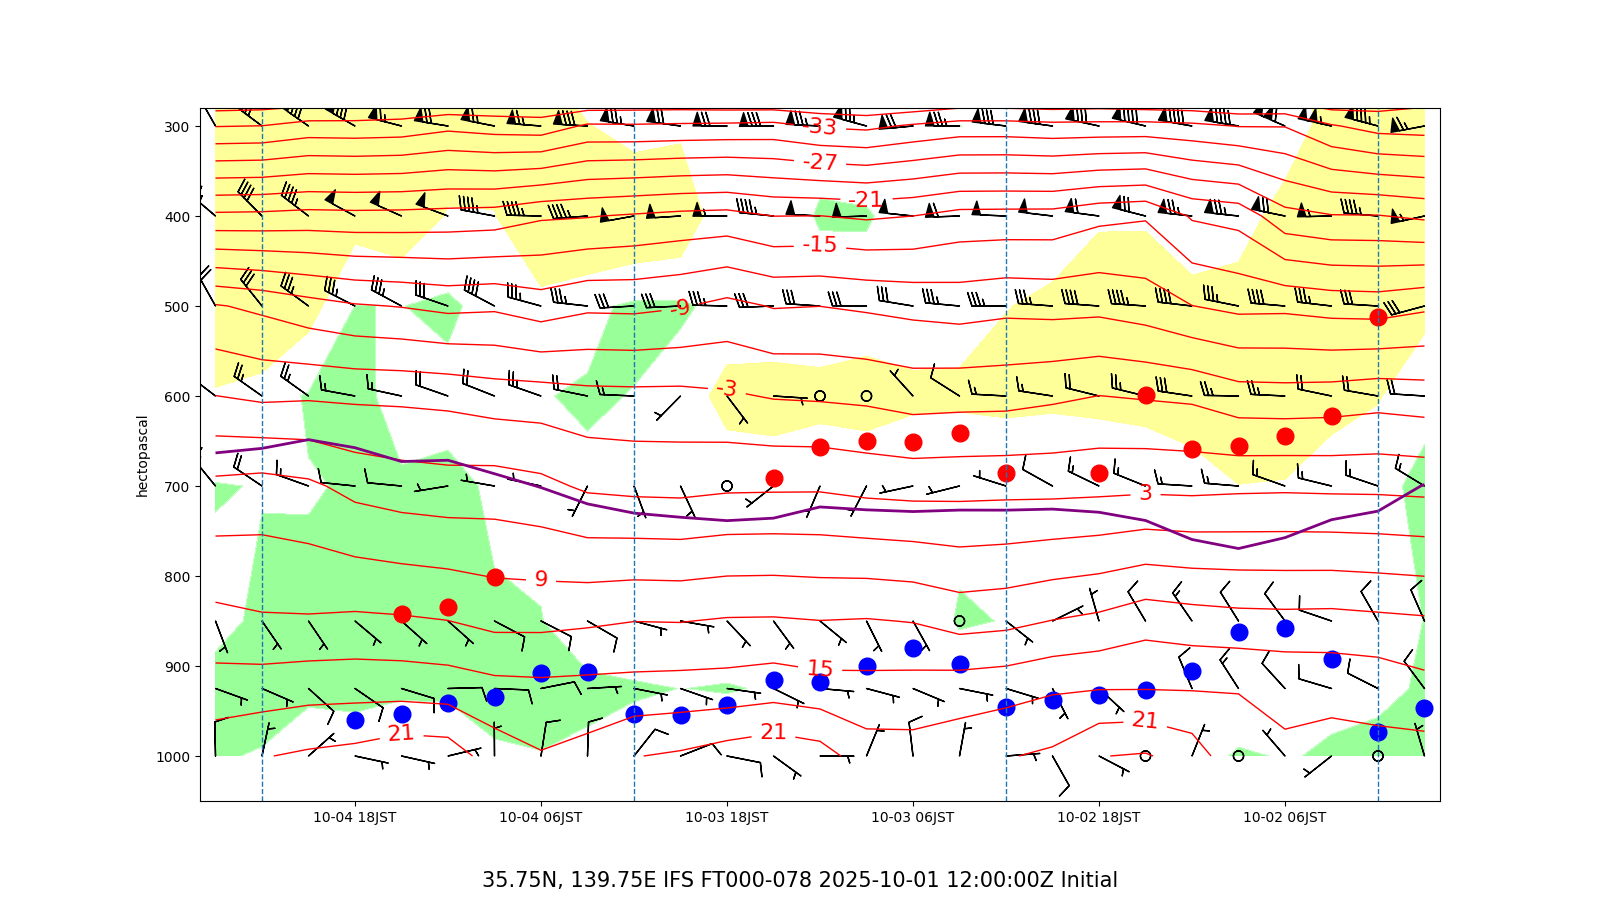 300
400
500
600
700
800
900
1000
hectopascal
-33
-27
-21
-15
-9
-3
3
9
15
21
21
21
10-04 18JST
10-04 06JST
10-03 18JST
10-03 06JST
10-02 18JST
10-02 06JST
35.75N, 139.75E IFS FT000-078 2025-10-01 12:00:00Z Initial